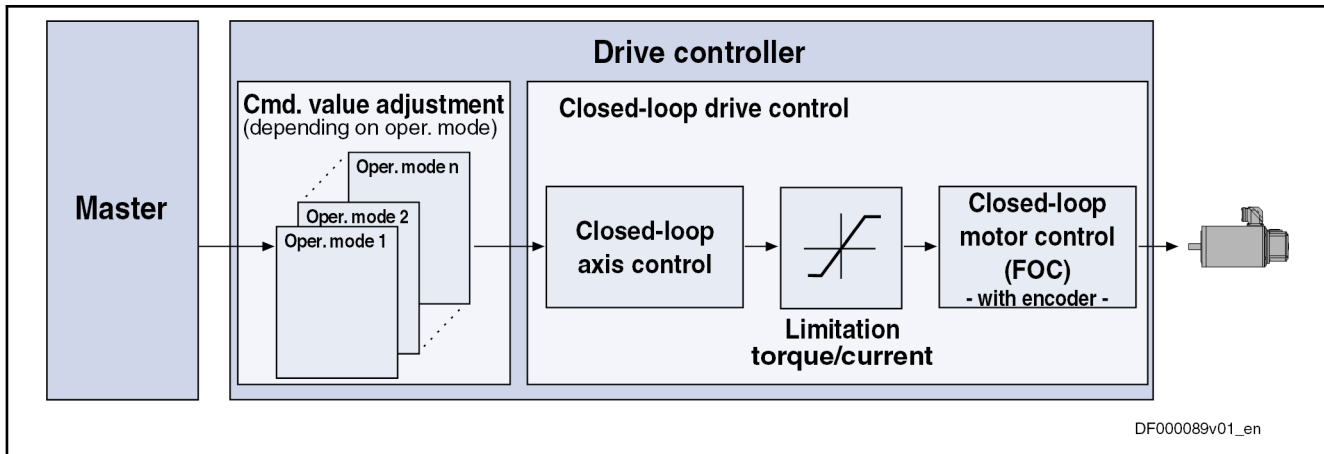 Drive controller
Master
Cmd. value adjustment
(depending on oper. mode)
Oper. mode n
Oper. mode 2
Oper. mode 1
Closed-loop drive control
Closed-loop
axis control
Limitation
torque/current
Closed-loop
motor control
(FOC)
- with encoder -
DF000089v01_en